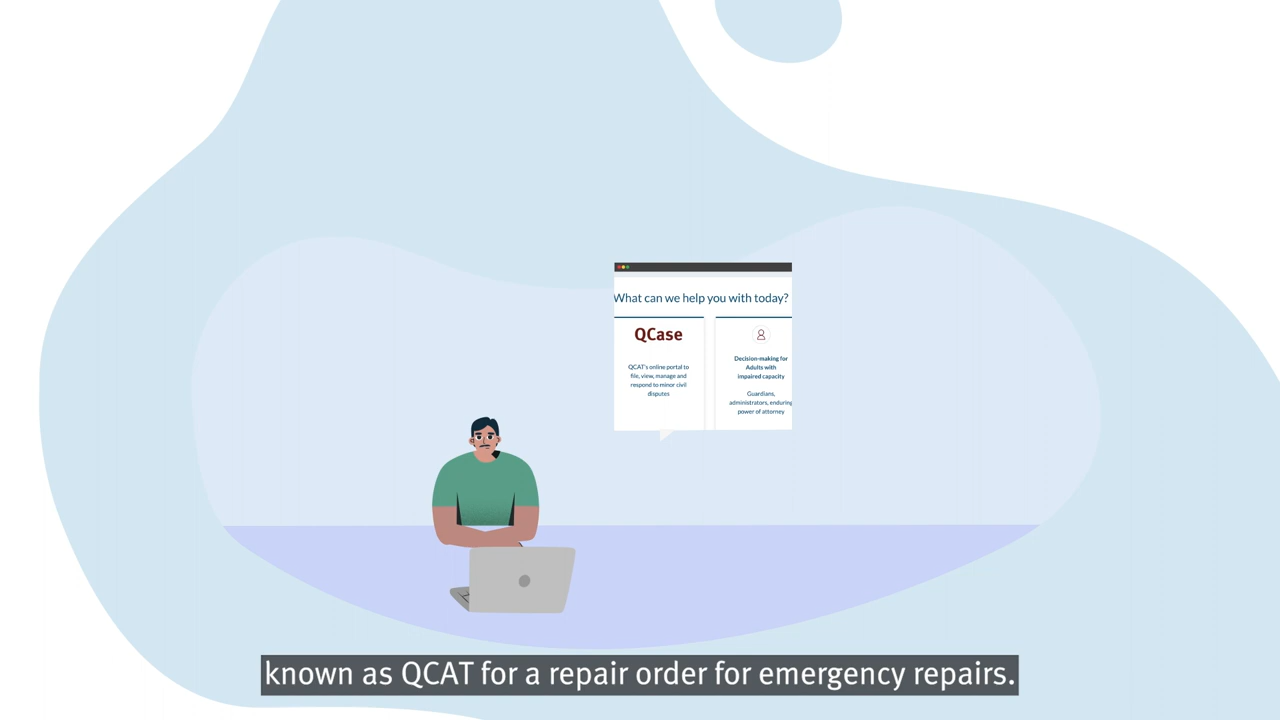 What can we help you with today?
QCase
QCAT's online portal to
file, view, manage and
respond to minor civil
disputes
Decision-making for
Adults with
impaired capacity
Guardians,
administrators, enduring
power of attorney
known as QCAT for a repair order for emergency repairs.